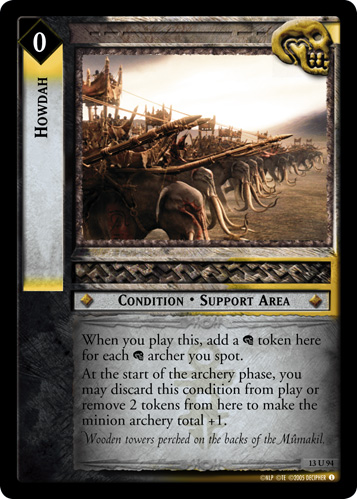 0
HOWDAH
CONDITION • SUPPORT AREA
When you play this, add a token here
for each archer you spot.
At the start of the archery phase, you
may discard this condition from play or
remove 2 tokens from here to make the
minion archery total +1.
Wooden towers perched on the backs of the Mûmakil.
©NLP ©TE ©2005 DECIPHER
13 U 94